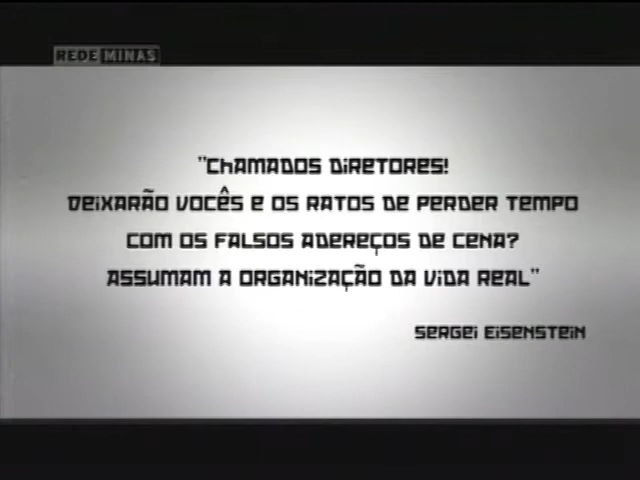 REDE MINAS
"CHAMADOS DIRETORES!
DEIXARÃO VOCÊS E OS RATOS DE PERDER TEMPO
COM OS FALSOS ADEREÇOS DE CENA?
ASSUMAM A ORGANIZAÇÃO DA VIDA REAL"
SERGEI EISENSTEIN